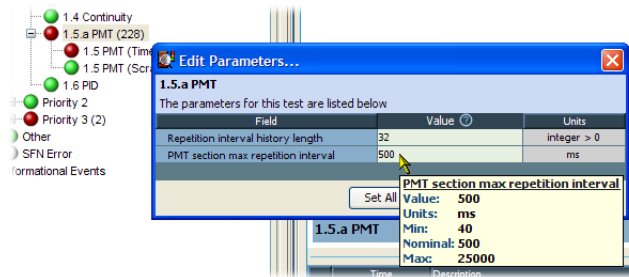 1.4 Continuity
1.5.a PMT (228)
1.5 PMT (Time
1.5 PMT (Scra
1.6 PID
Priority 2
Priority 3 (2)
Other
SFN Error
formational Events
Edit Parameters...
1.5.a PMT
The parameters for this test are listed below
Field Value ? Units
Repetition interval history length 32 integer > 0
PMT section max repetition interval 500 ms
Set All
PMT section max repetition interval
Value: 500
Units: ms
Min: 40
Nominal: 500
Max: 25000
1.5.a PMT
Time Description